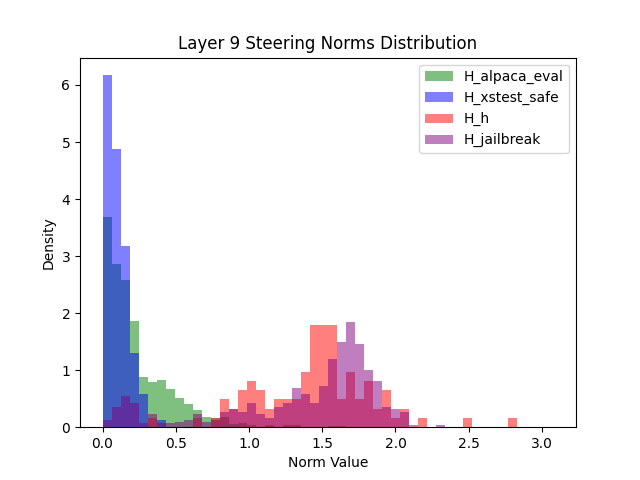 Layer 9 Steering Norms Distribution
H_alpaca_eval
H_xstest_safe
H_h
H_jailbreak
Density
6
5
4
3
2
1
0
0.0 0.5 1.0 1.5 2.0 2.5 3.0
Norm Value